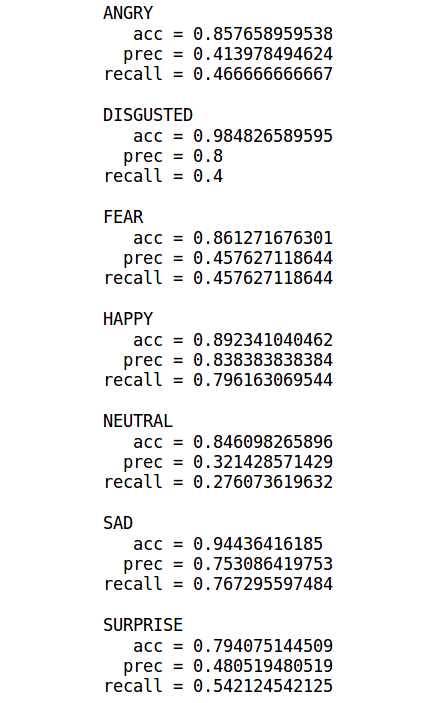 ANGRY
acc = 0.857658959538
prec = 0.413978494624
recall = 0.466666666667
DISGUSTED
acc = 0.984826589595
prec = 0.8
recall = 0.4
FEAR
acc = 0.861271676301
prec = 0.457627118644
recall = 0.457627118644
HAPPY
acc = 0.892341040462
prec = 0.838383838384
recall = 0.796163069544
NEUTRAL
acc = 0.846098265896
prec = 0.321428571429
recall = 0.276073619632
SAD
acc = 0.94436416185
prec = 0.753086419753
recall = 0.767295597484
SURPRISE
acc = 0.794075144509
prec = 0.480519480519
recall = 0.542124542125